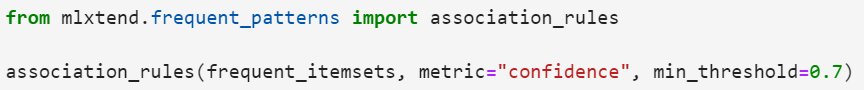 from mlxtend.frequent_patterns import association_rules
association_rules(frequent_itemsets, metric="confidence", min_threshold=0.7)